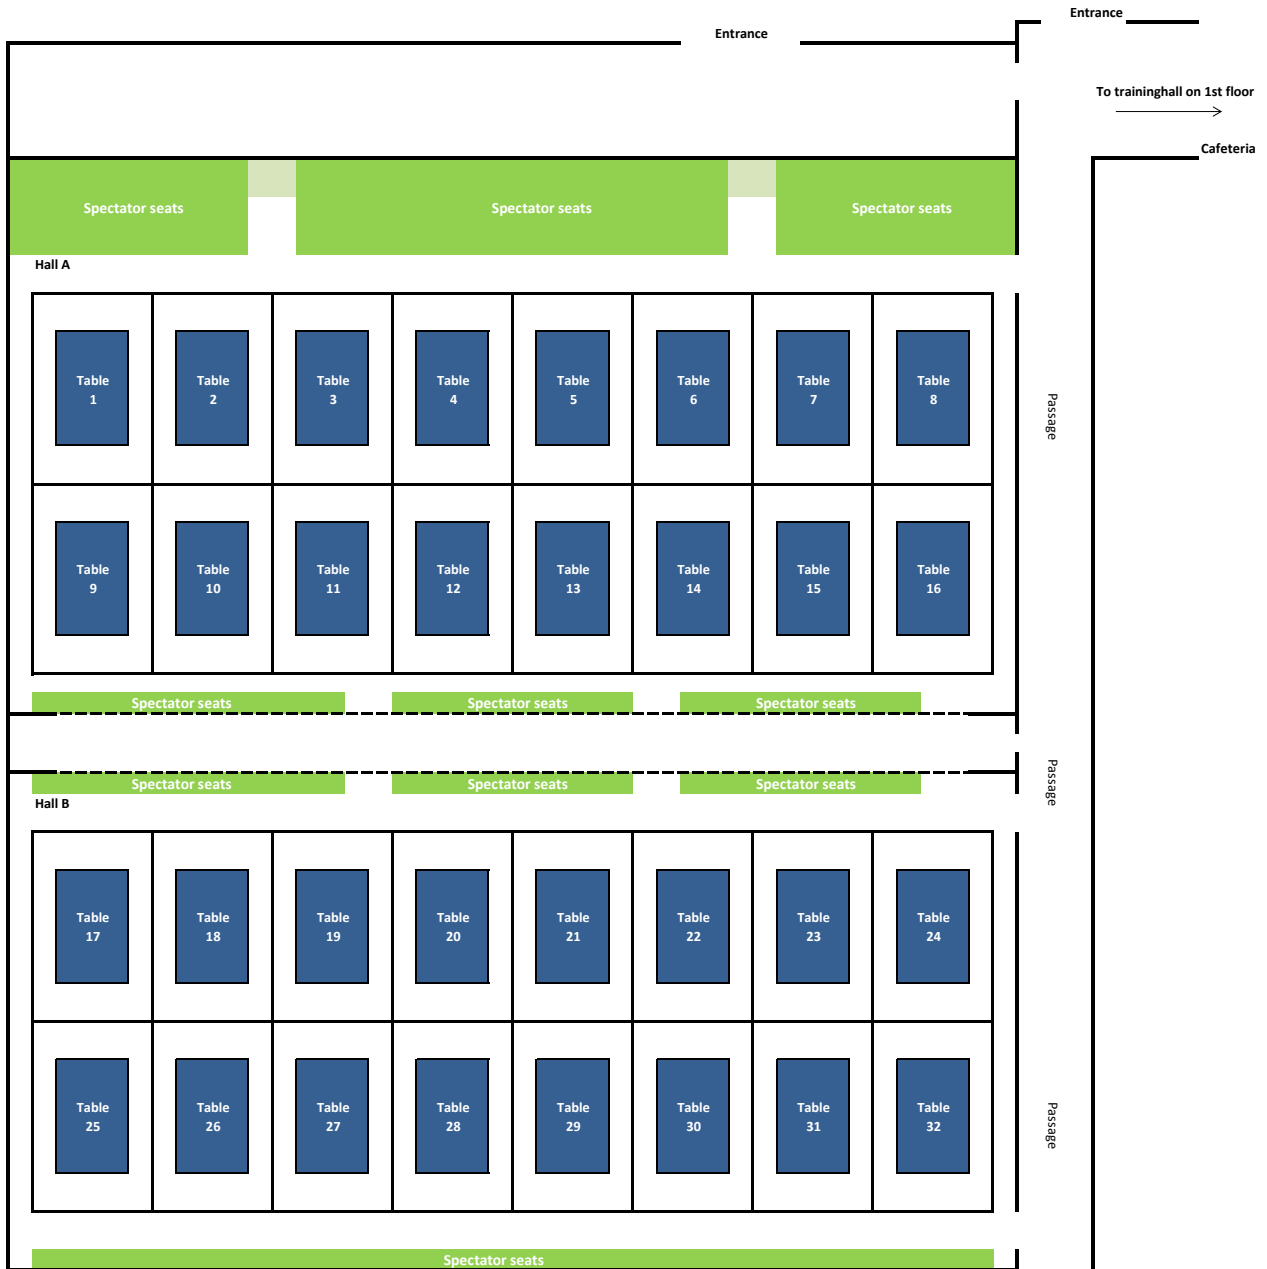 Entrance
Entrance
To traininghall on 1st floor
Cafeteria
Spectator seats
Spectator seats
Spectator seats
Hall A
Table
1
Table
2
Table
3
Table
4
Table
5
Table
6
Table
7
Table
8
Passage
Table
9
Table
10
Table
11
Table
12
Table
13
Table
14
Table
15
Table
16
Spectator seats
Spectator seats
Spectator seats
Passage
Spectator seats
Spectator seats
Spectator seats
Hall B
Table
17
Table
18
Table
19
Table
20
Table
21
Table
22
Table
23
Table
24
Table
25
Table
26
Table
27
Table
28
Table
29
Table
30
Table
31
Table
32
Passage
Spectator seats